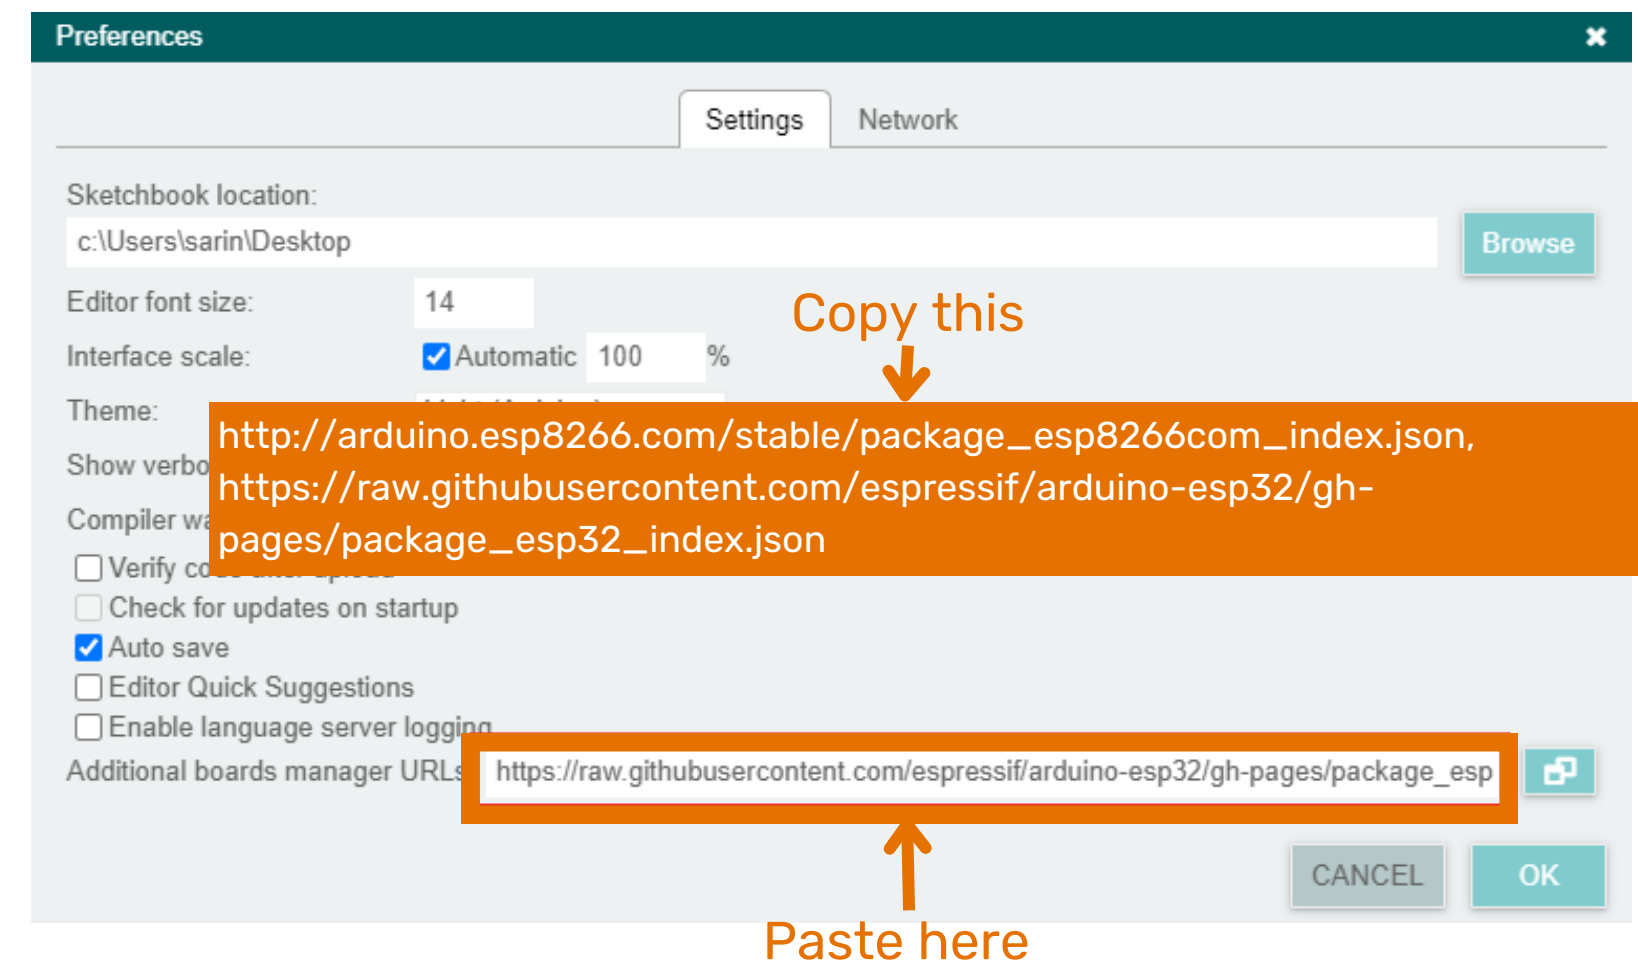 Preferences
Settings Network
Sketchbook location:
c:\Users\sarin\Desktop
Browse
Editor font size: 14
Copy this
Interface scale: Automatic 100 %
Theme:
http://arduino.esp8266.com/stable/package_esp8266com_index.json,
Show
https://raw.githubusercontent.com/espressif/arduino-esp32/gh-
Compiler
pages/package_esp32_index.json
Verify code after upload
Check for updates on startup
Auto save
Editor Quick Suggestions
Enable language server logging
Additional boards manager URLs https://raw.githubusercontent.com/espressif/arduino-esp32/gh-pages/package_esp
CANCEL OK
Paste here